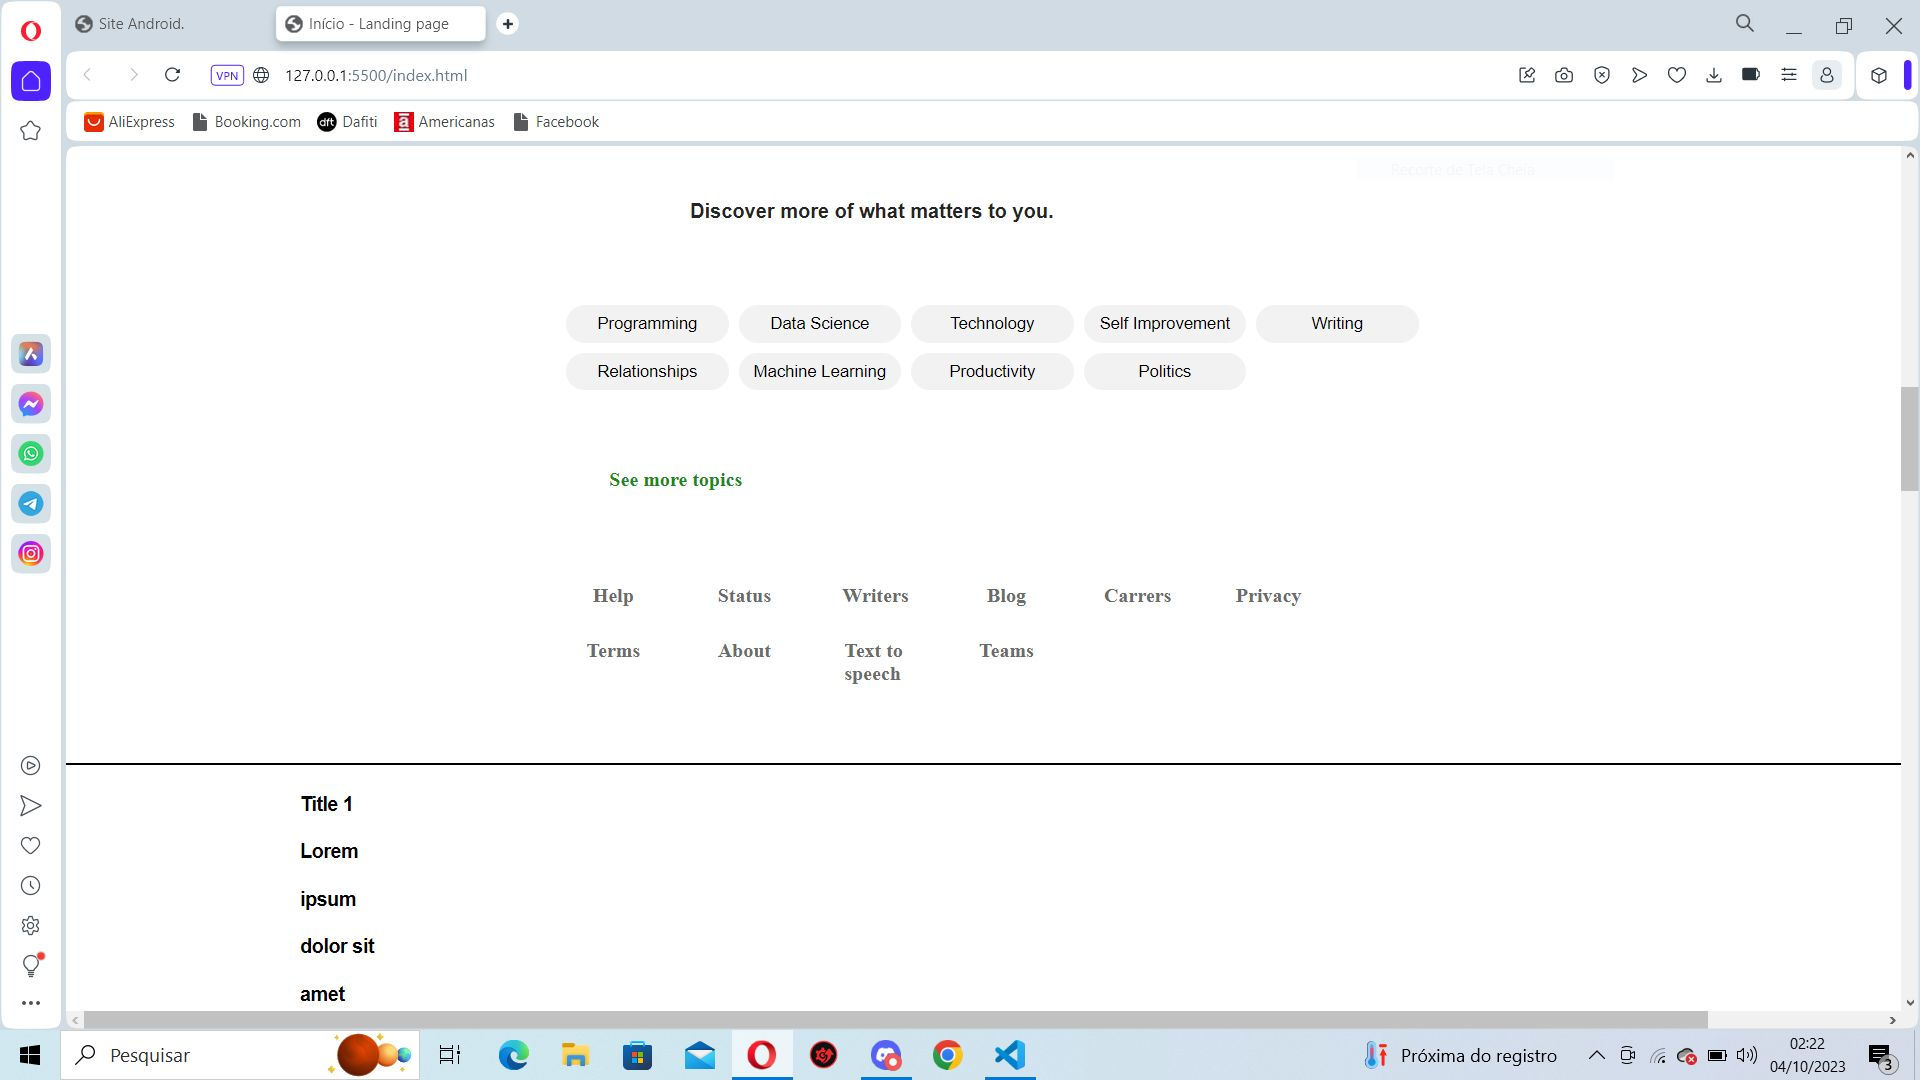 Site Android.
Início - Landing page
VPN
127.0.0.1:5500/index.html
AliExpress
Booking.com
dft
Dafiti
a
Americanas
Facebook
Recorte de Tela Cheia
Discover more of what matters to you.
Programming
Data Science
Technology
Self Improvement
Writing
Relationships
Machine Learning
Productivity
Politics
See more topics
Help
Status
Writers
Blog
Carrers
Privacy
Terms
About
Text to
speech
Teams
Title 1
Lorem
ipsum
dolor sit
amet
Pesquisar
Próxima do registro
02:22
04/10/2023
3